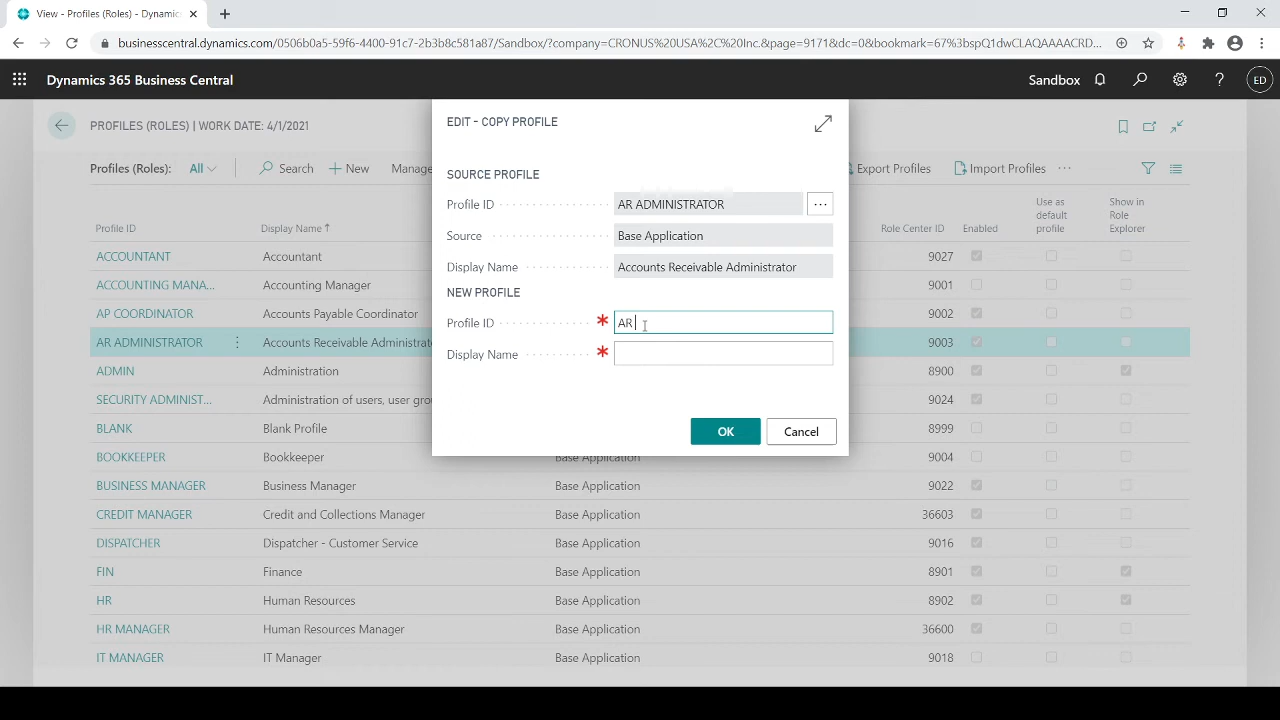 View - Profiles (Roles) - Dynamics
businesscentral.dynamics.com/0506b0a5-59f6-4400-91c7-2b3b8c581a87/Sandbox/?company=CRONUS%20USA%2C%20Inc.&page=9171&dc=0&bookmark=67%3bspQ1dwCLAQAAAACRD...
Dynamics 365 Business Central
Sandbox
?
ED
PROFILES (ROLES) | WORK DATE: 4/1/2021
Profiles (Roles): All Search + New Manage Export Profiles Import Profiles ...
Profile ID Display Name ↑ Role Center ID Enabled Use as default profile Show in Role Explorer
ACCOUNTANT Accountant 9027
ACCOUNTING MANA... Accounting Manager 9001
AP COORDINATOR Accounts Payable Coordinator 9002
AR ADMINISTRATOR Accounts Receivable Administrat 9003
ADMIN Administration 8900
SECURITY ADMINIST... Administration of users, user grou 9024
BLANK Blank Profile 8999
BOOKKEEPER Bookkeeper Base Application 9004
BUSINESS MANAGER Business Manager Base Application 9022
CREDIT MANAGER Credit and Collections Manager Base Application 36603
DISPATCHER Dispatcher - Customer Service Base Application 9016
FIN Finance Base Application 8901
HR Human Resources Base Application 8902
HR MANAGER Human Resources Manager Base Application 36600
IT MANAGER IT Manager Base Application 9018
EDIT - COPY PROFILE
SOURCE PROFILE
Profile ID AR ADMINISTRATOR ...
Source Base Application
Display Name Accounts Receivable Administrator
NEW PROFILE
Profile ID * AR
Display Name *
OK Cancel